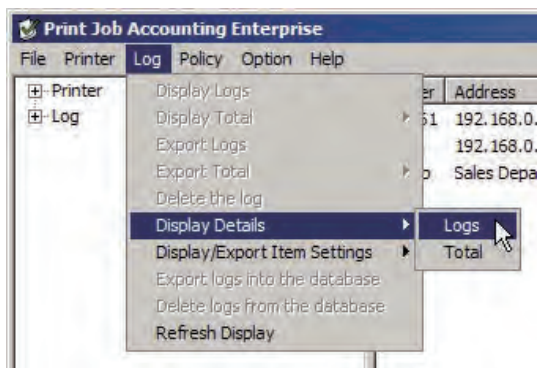 Print Job Accounting Enterprise
File Printer Log Policy Option Help
Printer
Log
Display Logs
Display Total
Export Logs
Export Total
Delete the log
Display Details
Display/Export Item Settings
Export logs into the database
Delete logs from the database
Refresh Display
Logs
Total
er Address
51 192.168.0.
192.168.0.
p Sales Depa